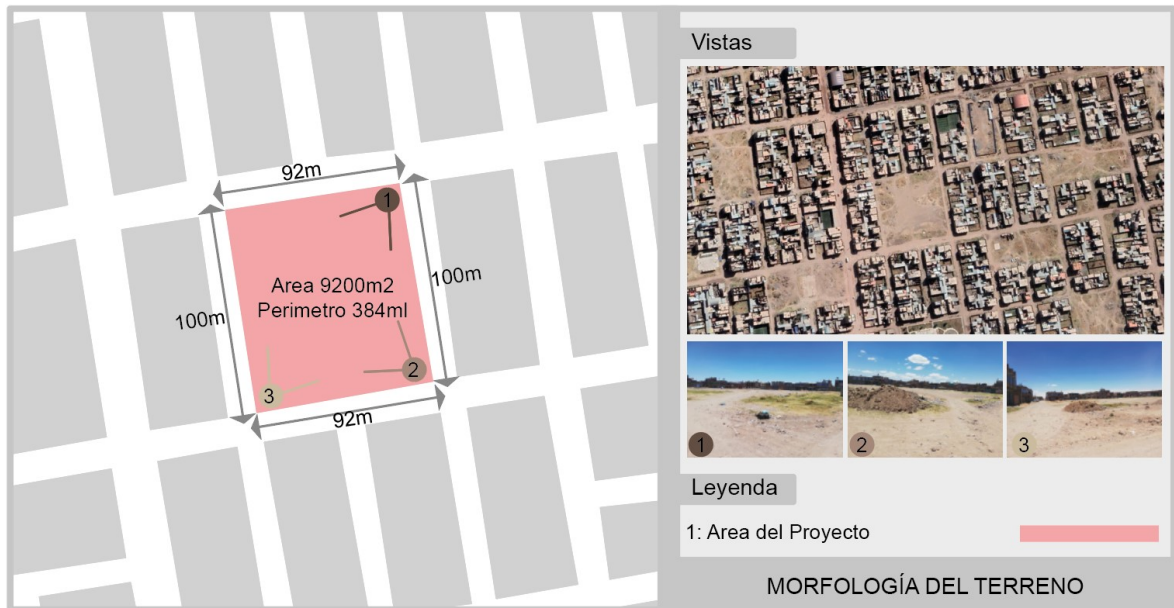 92m
1
100m
Area 9200m2
Perimetro 384ml
100m
2
3
92m
Vistas
1
2
3
Leyenda
1: Area del Proyecto
MORFOLOGÍA DEL TERRENO